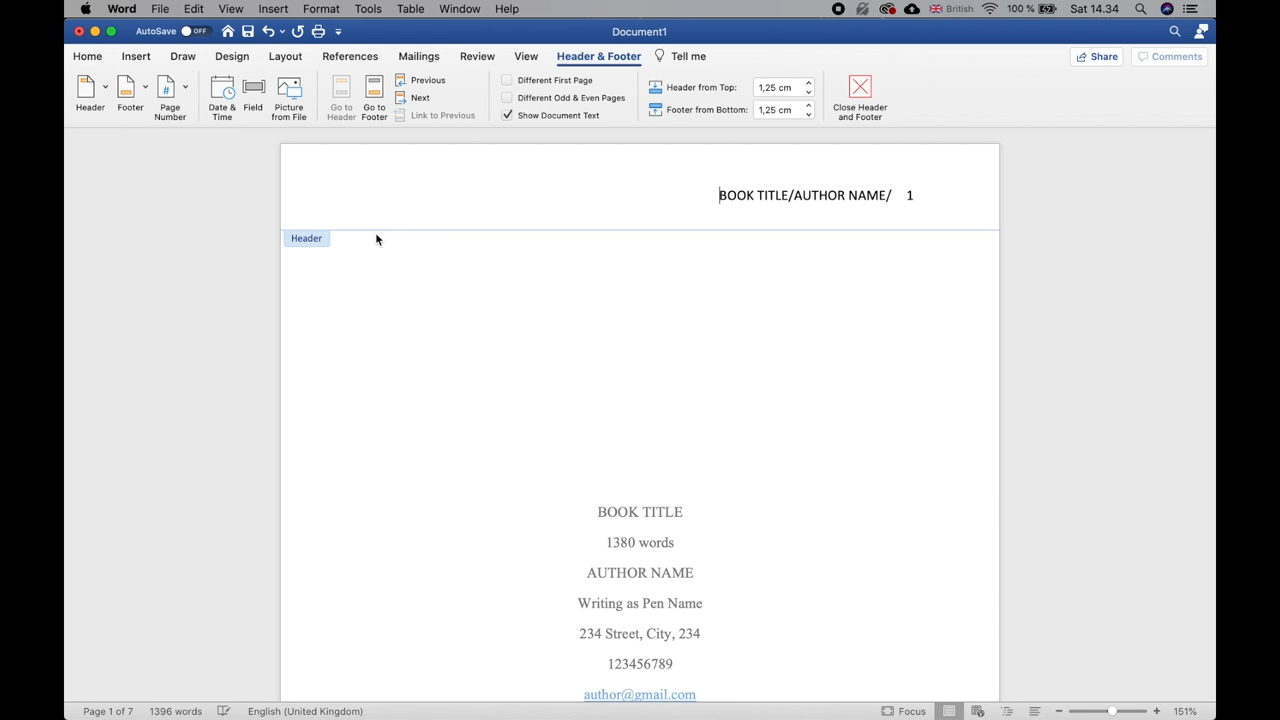 Word File Edit View Insert Format Tools Table Window Help British 100 % Sat 14.34
AutoSave OFF Document1
Home Insert Draw Design Layout References Mailings Review View Header & Footer Tell me Share Comments
Header Footer Page Number Date & Time Field Picture from File Go to Header Go to Footer
Previous
Next
Link to Previous
Different First Page
Different Odd & Even Pages
Show Document Text
Header from Top: 1,25 cm
Footer from Bottom: 1,25 cm
Close Header and Footer
BOOK TITLE/AUTHOR NAME/ 1
Header
BOOK TITLE
1380 words
AUTHOR NAME
Writing as Pen Name
234 Street, City, 234
123456789
author@gmail.com
Page 1 of 7 1396 words English (United Kingdom) Focus 151%